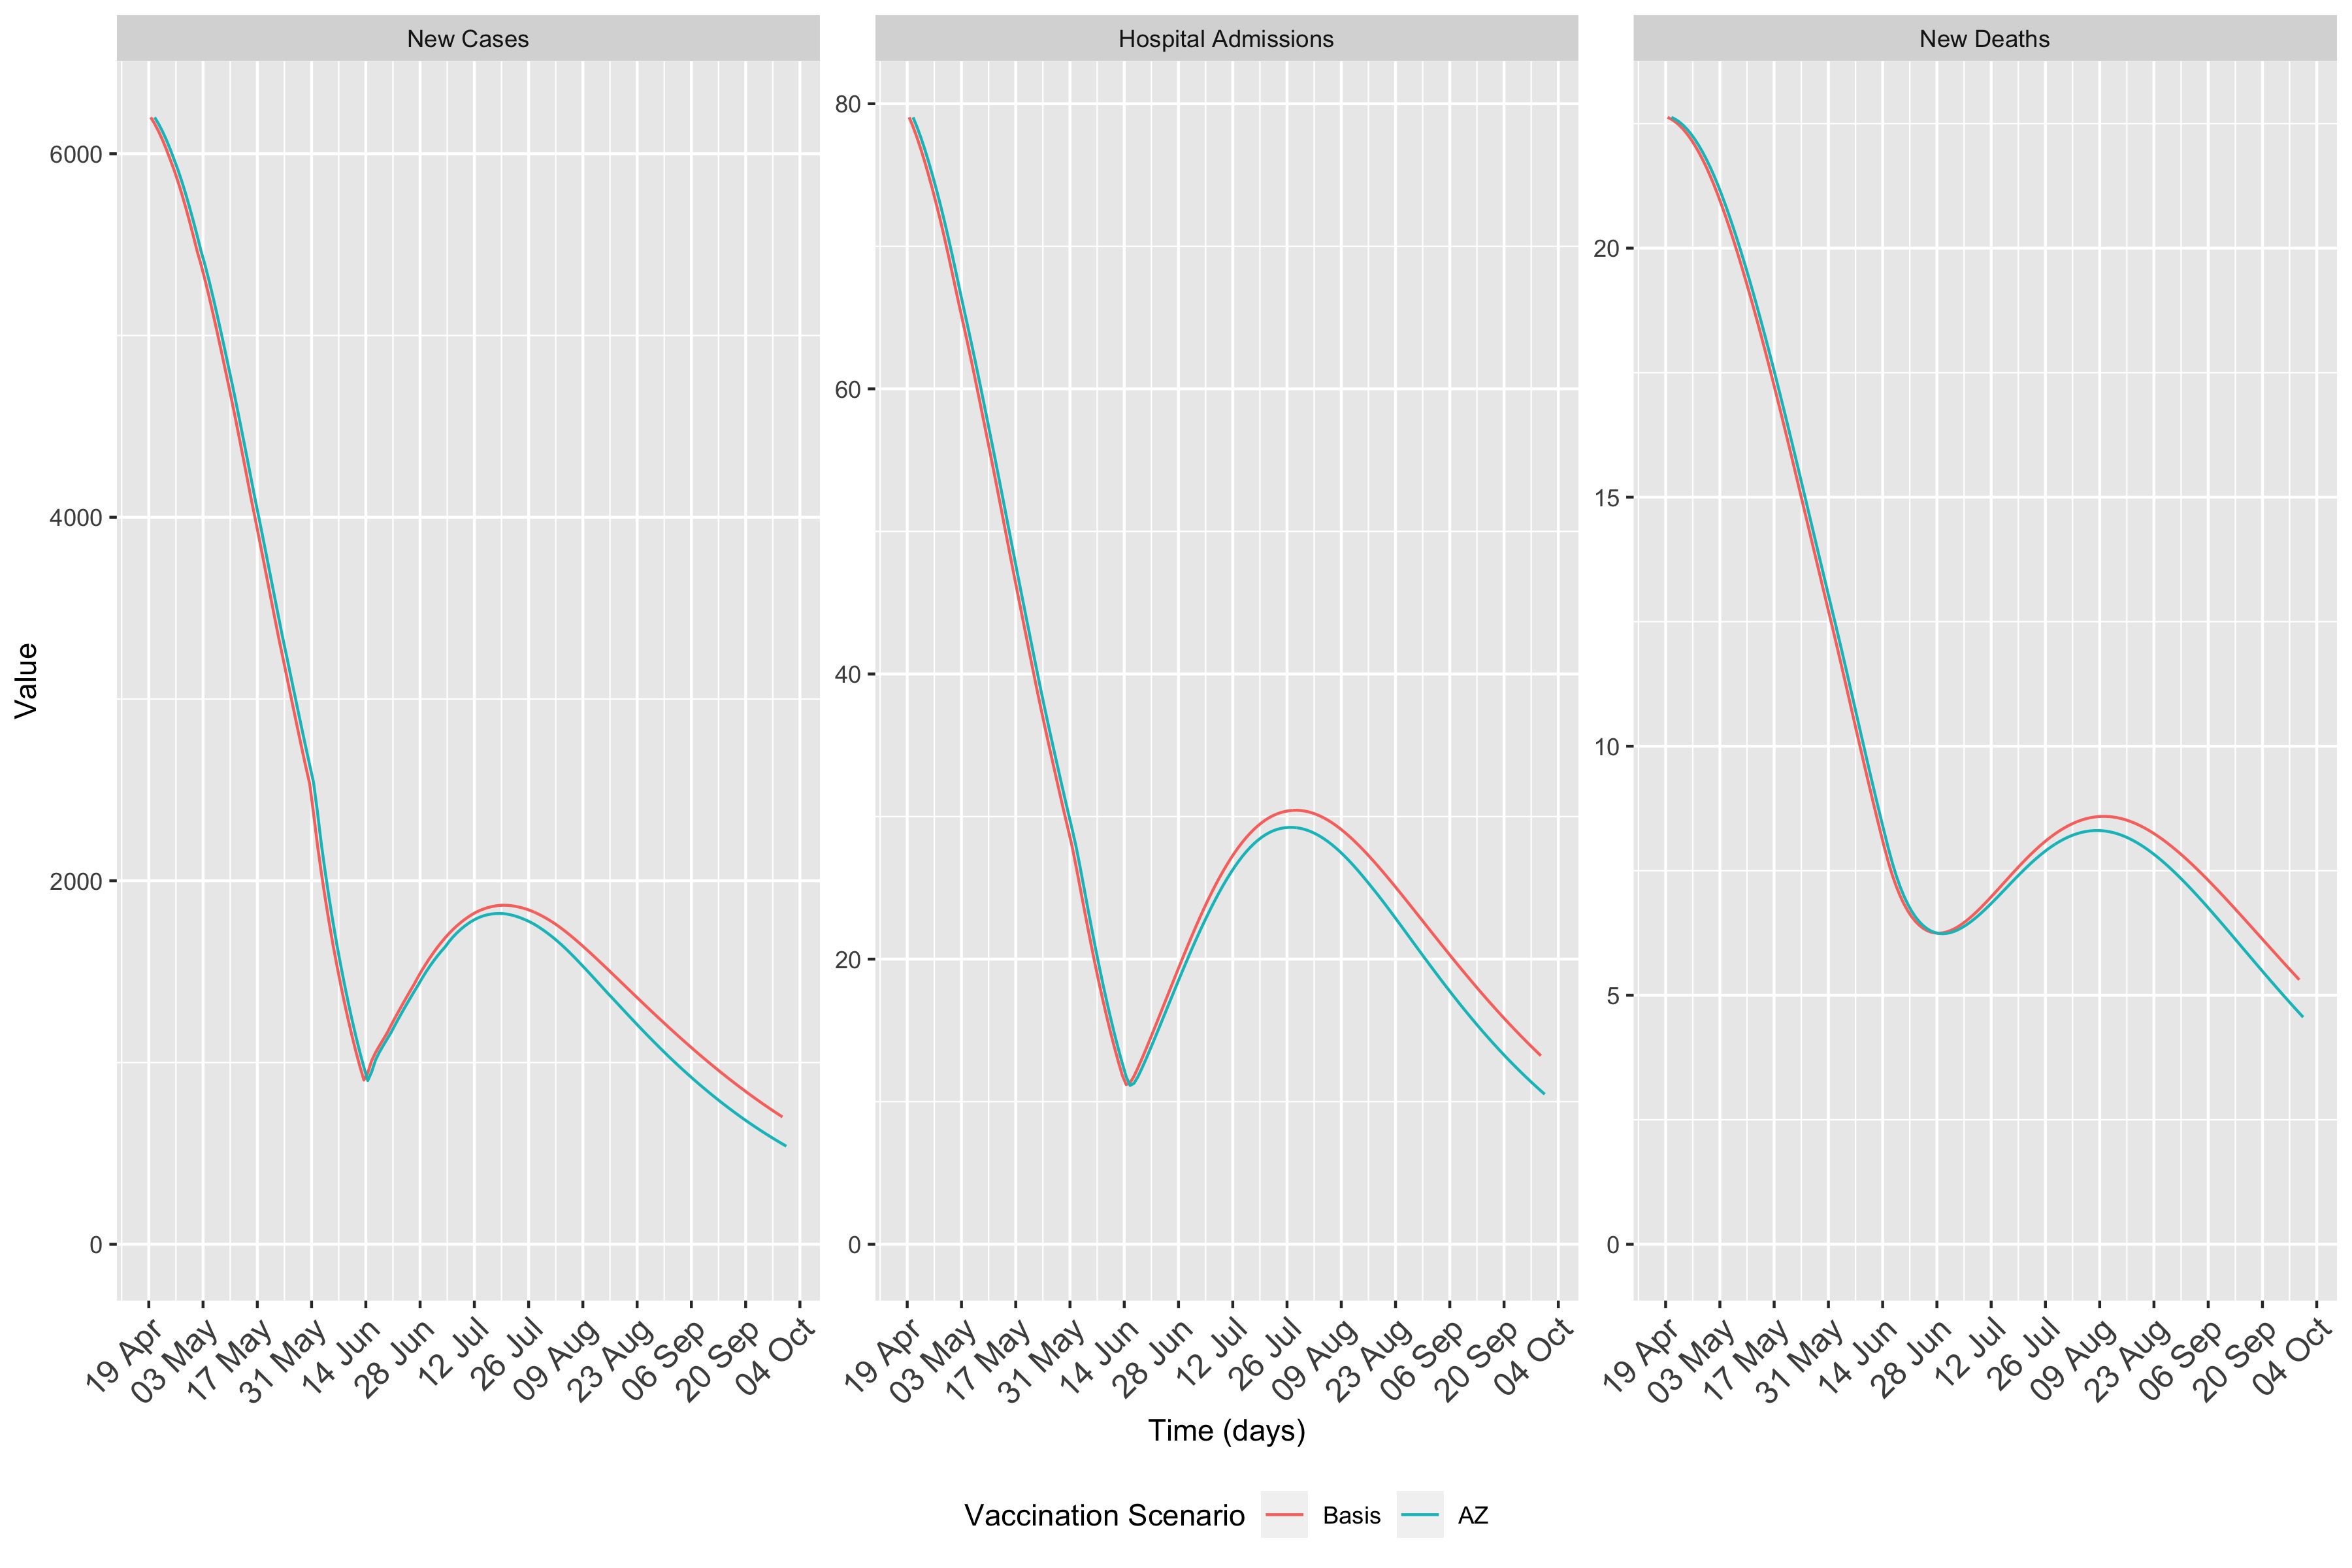 New Cases
Hospital Admissions
New Deaths
Value
6000
4000
2000
0
80
60
40
20
0
20
15
10
5
0
19 Apr
03 May
17 May
31 May
14 Jun
28 Jun
12 Jul
26 Jul
09 Aug
23 Aug
06 Sep
20 Sep
04 Oct
19 Apr
03 May
17 May
31 May
14 Jun
28 Jun
12 Jul
26 Jul
09 Aug
23 Aug
06 Sep
20 Sep
04 Oct
19 Apr
03 May
17 May
31 May
14 Jun
28 Jun
12 Jul
26 Jul
09 Aug
23 Aug
06 Sep
20 Sep
04 Oct
Time (days)
Vaccination Scenario Basis AZ